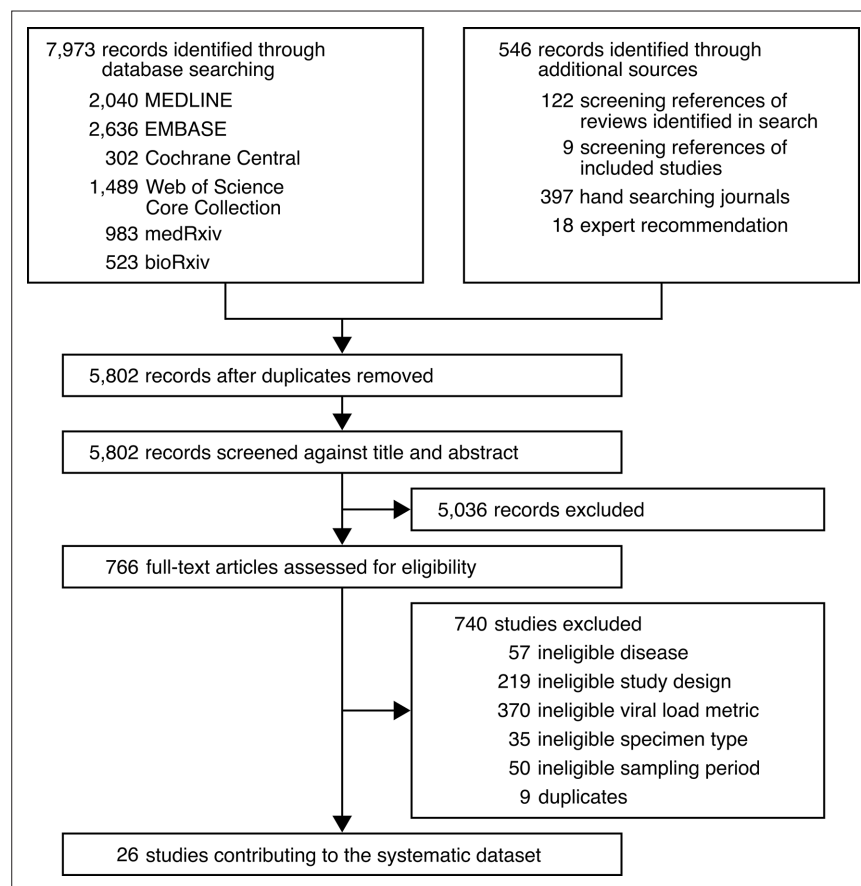 7,973 records identified through
database searching
2,040 MEDLINE
2,636 EMBASE
302 Cochrane Central
1,489 Web of Science
Core Collection
983 medRxiv
523 bioRxiv
546 records identified through
additional sources
122 screening references of
reviews identified in search
9 screening references of
included studies
397 hand searching journals
18 expert recommendation
5,802 records after duplicates removed
5,802 records screened against title and abstract
5,036 records excluded
766 full-text articles assessed for eligibility
740 studies excluded
57 ineligible disease
219 ineligible study design
370 ineligible viral load metric
35 ineligible specimen type
50 ineligible sampling period
9 duplicates
26 studies contributing to the systematic dataset